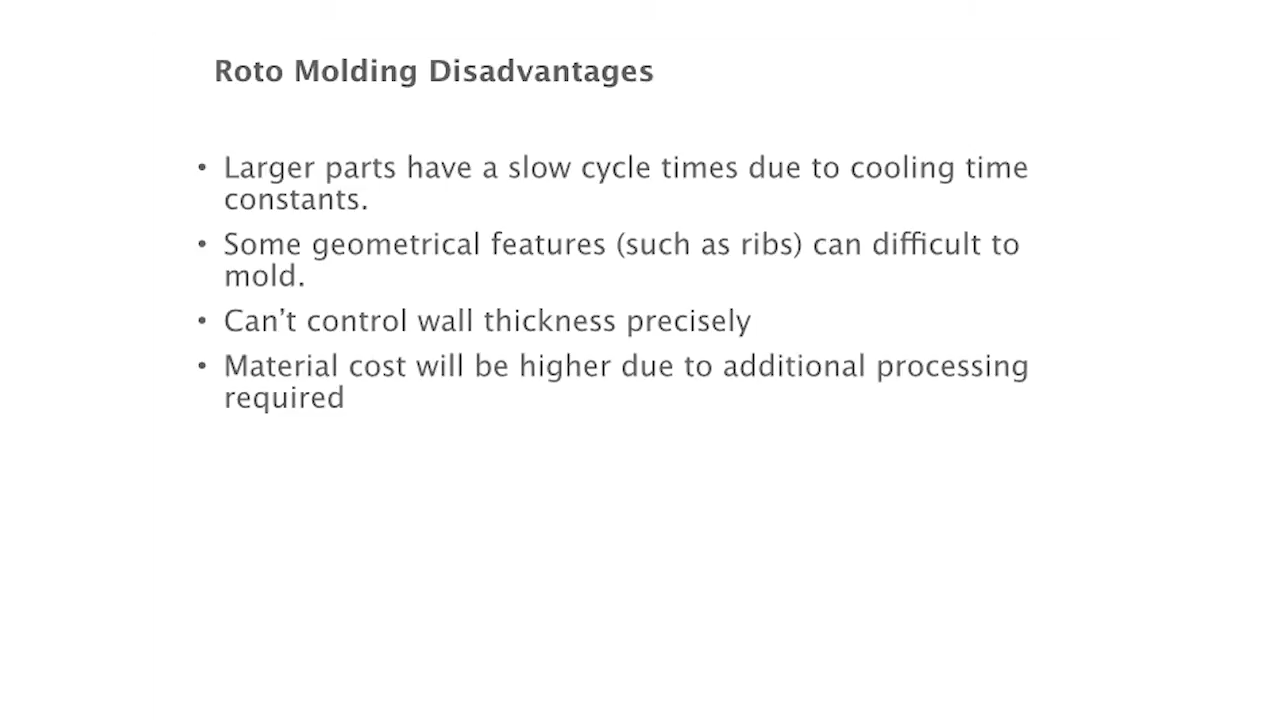 Roto Molding Disadvantages
• Larger parts have a slow cycle times due to cooling time
constants.
• Some geometrical features (such as ribs) can difficult to
mold.
• Can’t control wall thickness precisely
• Material cost will be higher due to additional processing
required